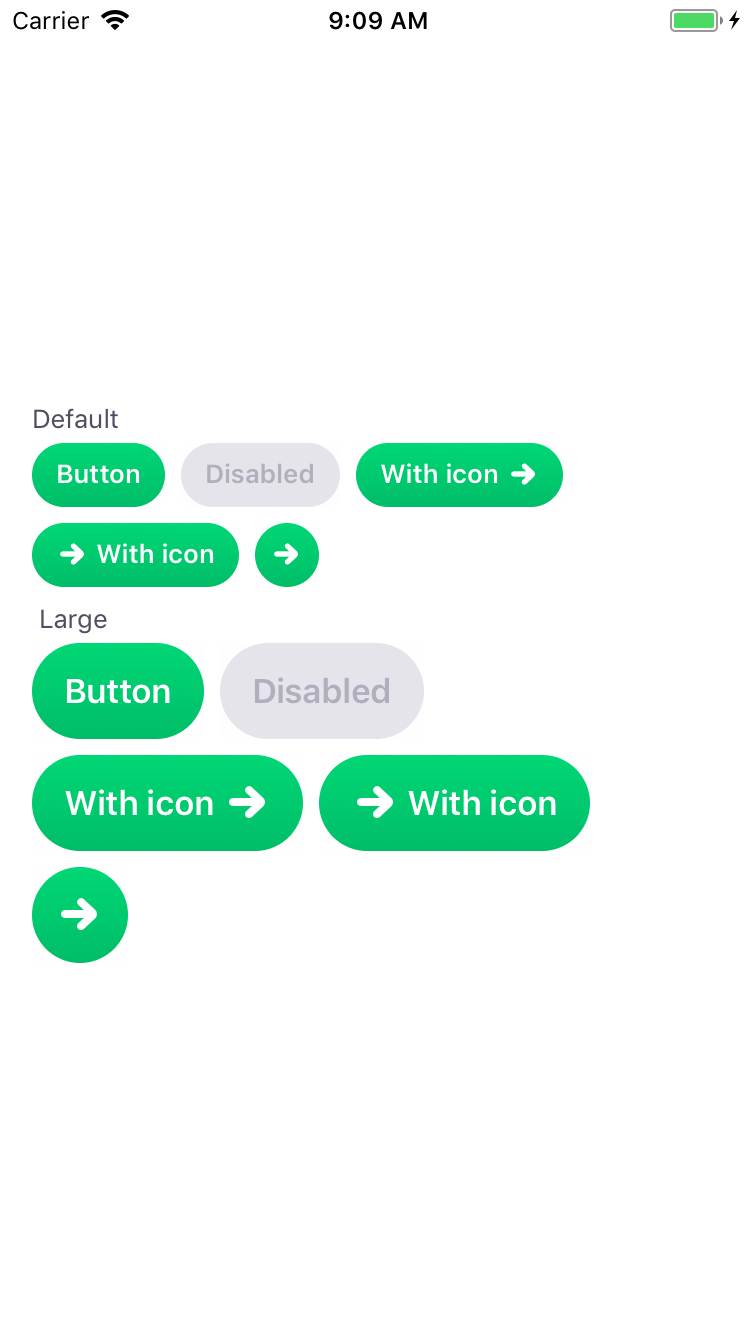 Carrier 9:09 AM
Default
Button Disabled With icon
With icon
Large
Button Disabled
With icon With icon